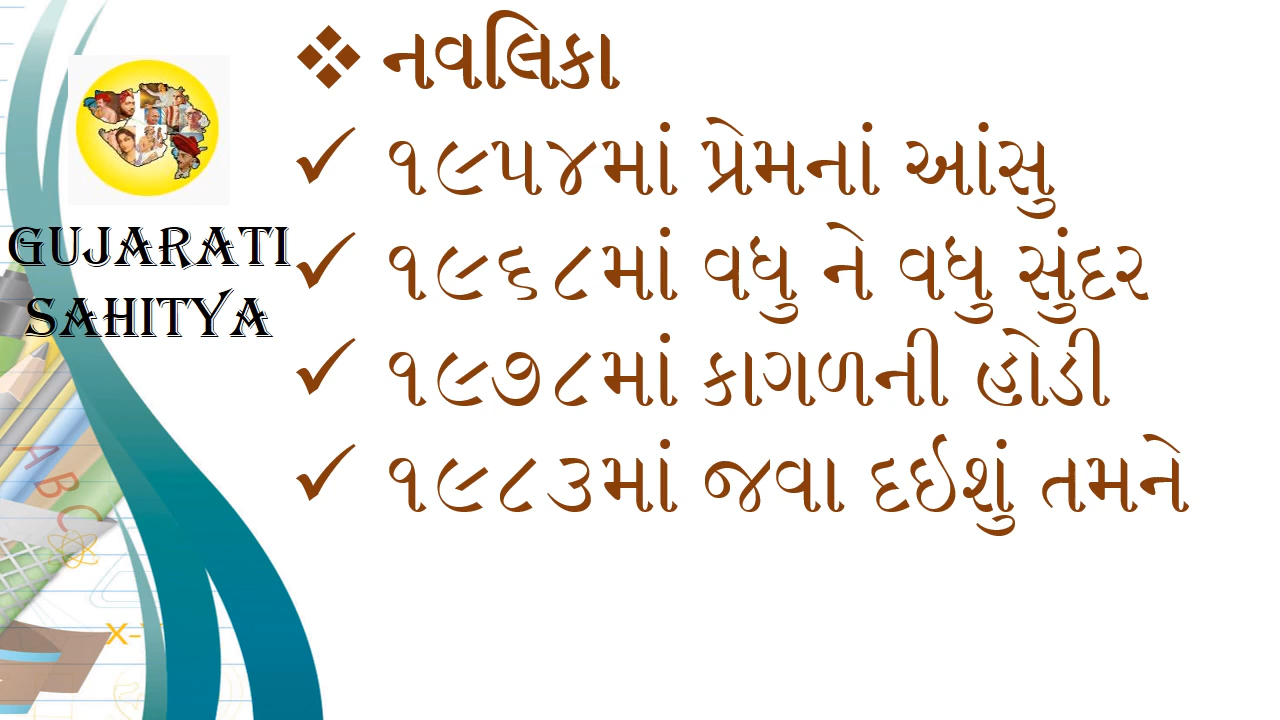 ❖ નવલિકા
✓ ૧૯૫૪માં પ્રેમનાં આંસુ
GUJARATI
SAHITYA
✓ ૧૯૬૮માં વધુ ને વધુ સુંદર
✓ ૧૯૭૮માં કાગળની હોડી
✓ ૧૯૮૩માં જવા દઈશું તમને
A B C
X-